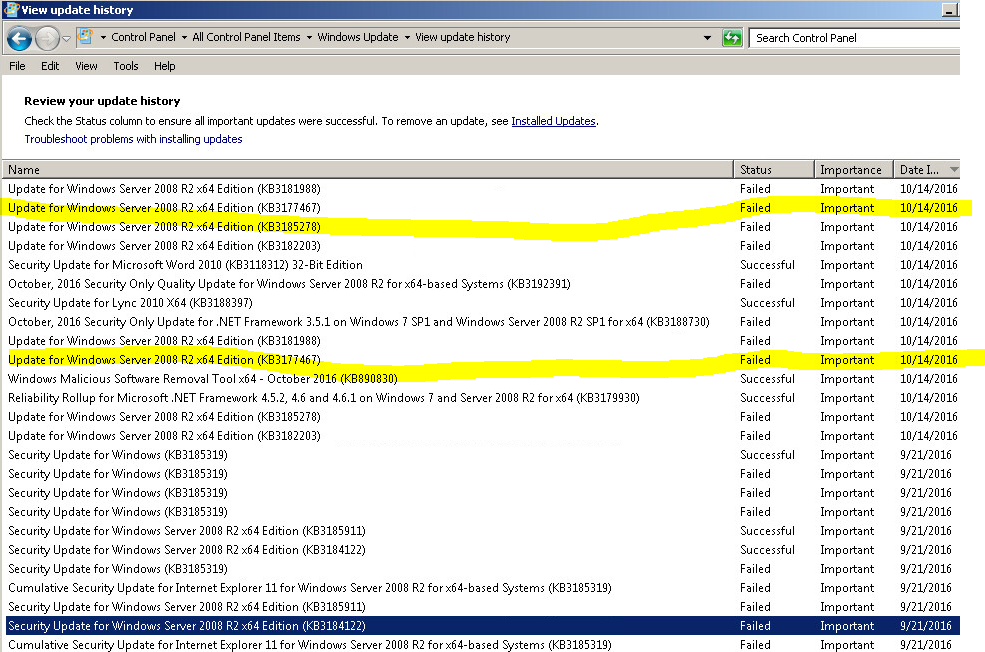 View update history
Control Panel All Control Panel Items Windows Update View update history Search Control Panel
File Edit View Tools Help
Review your update history
Check the Status column to ensure all important updates were successful. To remove an update, see Installed Updates.
Troubleshoot problems with installing updates
Name Status Importance Date I...
Update for Windows Server 2008 R2 x64 Edition (KB3181988) Failed Important 10/14/2016
Update for Windows Server 2008 R2 x64 Edition (KB3177467) Failed Important 10/14/2016
Update for Windows Server 2008 R2 x64 Edition (KB3185278) Failed Important 10/14/2016
Update for Windows Server 2008 R2 x64 Edition (KB3182203) Failed Important 10/14/2016
Security Update for Microsoft Word 2010 (KB3118312) 32-Bit Edition Successful Important 10/14/2016
October, 2016 Security Only Quality Update for Windows Server 2008 R2 for x64-based Systems (KB3192391) Failed Important 10/14/2016
Security Update for Lync 2010 X64 (KB3188397) Successful Important 10/14/2016
October, 2016 Security Only Update for .NET Framework 3.5.1 on Windows 7 SP1 and Windows Server 2008 R2 SP1 for x64 (KB3188730) Failed Important 10/14/2016
Update for Windows Server 2008 R2 x64 Edition (KB3181988) Failed Important 10/14/2016
Update for Windows Server 2008 R2 x64 Edition (KB3177467) Failed Important 10/14/2016
Windows Malicious Software Removal Tool x64 - October 2016 (KB890830) Successful Important 10/14/2016
Reliability Rollup for Microsoft .NET Framework 4.5.2, 4.6 and 4.6.1 on Windows 7 and Server 2008 R2 for x64 (KB3179930) Successful Important 10/14/2016
Update for Windows Server 2008 R2 x64 Edition (KB3185278) Failed Important 10/14/2016
Update for Windows Server 2008 R2 x64 Edition (KB3182203) Failed Important 10/14/2016
Security Update for Windows (KB3185319) Successful Important 9/21/2016
Security Update for Windows (KB3185319) Failed Important 9/21/2016
Security Update for Windows (KB3185319) Failed Important 9/21/2016
Security Update for Windows (KB3185319) Failed Important 9/21/2016
Security Update for Windows Server 2008 R2 x64 Edition (KB3185911) Successful Important 9/21/2016
Security Update for Windows Server 2008 R2 x64 Edition (KB3184122) Successful Important 9/21/2016
Security Update for Windows (KB3185319) Failed Important 9/21/2016
Cumulative Security Update for Internet Explorer 11 for Windows Server 2008 R2 for x64-based Systems (KB3185319) Failed Important 9/21/2016
Security Update for Windows Server 2008 R2 x64 Edition (KB3185911) Failed Important 9/21/2016
Security Update for Windows Server 2008 R2 x64 Edition (KB3184122) Failed Important 9/21/2016
Cumulative Security Update for Internet Explorer 11 for Windows Server 2008 R2 for x64-based Systems (KB3185319) Failed Important 9/21/2016